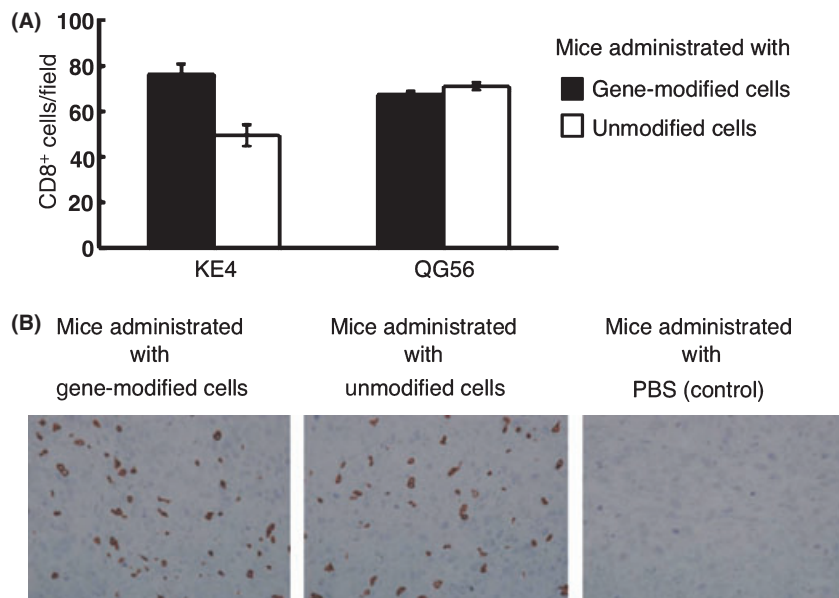 (A)
100
80
60
40
20
0
CD8⁺ cells/field
KE4
QG56
Mice administrated with
Gene-modified cells
Unmodified cells
(B)
Mice administrated
with
gene-modified cells
Mice administrated
with
unmodified cells
Mice administrated
with
PBS (control)